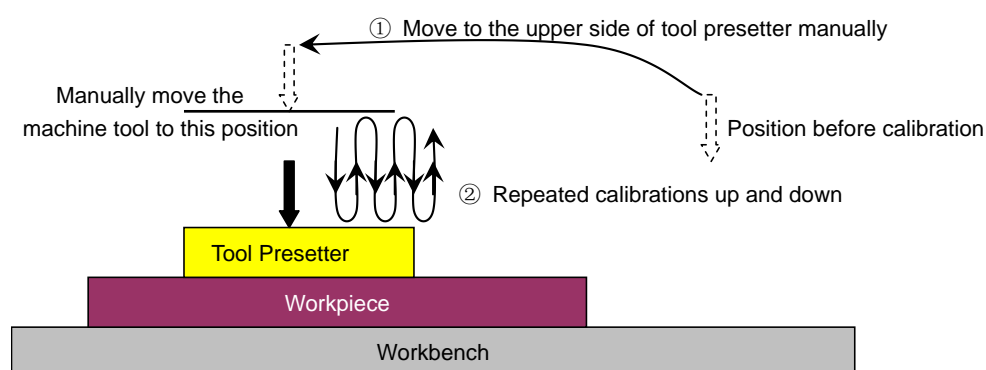 ① Move to the upper side of tool presetter manually
Manually move the
machine tool to this position
Position before calibration
② Repeated calibrations up and down
Tool Presetter
Workpiece
Workbench